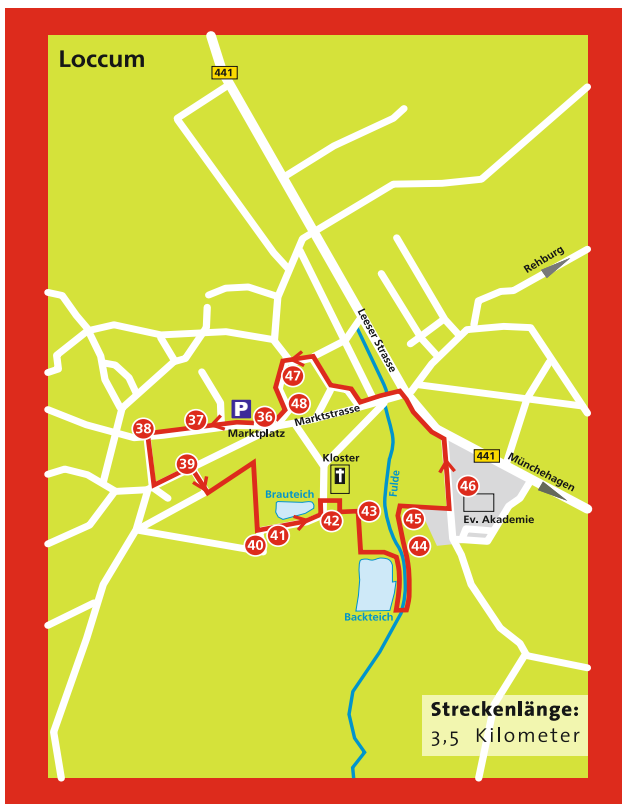 Loccum
441
Rehburg
Leeser Strasse
47
P
36
48
37
38
Marktplatz
Marktstrasse
39
Kloster
441
Münchehagen
Brauteich
Fulde
46
43
42
45
Ev. Akademie
41
40
44
Backteich
Streckenlänge:
3,5 Kilometer